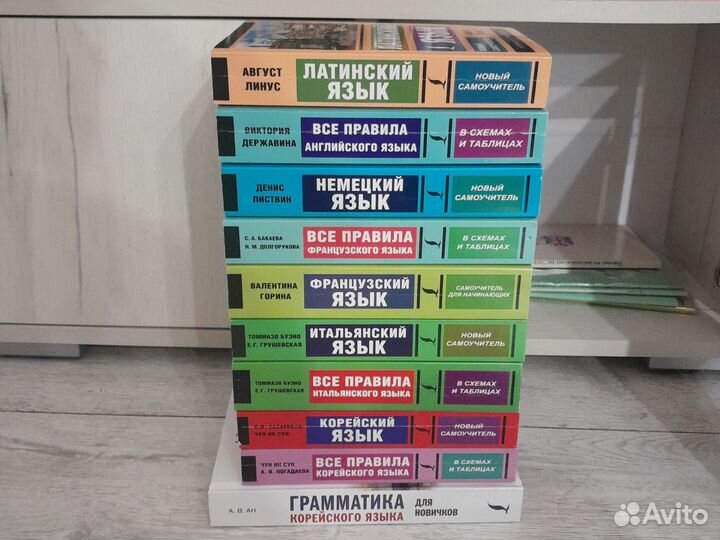 АВГУСТ
ЛИНУС
ЛАТИНСКИЙ
ЯЗЫК
НОВЫЙ
САМОУЧИТЕЛЬ
ВИКТОРИЯ
ДЕРЖАВИНА
ВСЕ ПРАВИЛА
АНГЛИЙСКОГО ЯЗЫКА
В СХЕМАХ
И ТАБЛИЦАХ
ДЕНИС
ЛИСТВИН
НЕМЕЦКИЙ
ЯЗЫК
НОВЫЙ
САМОУЧИТЕЛЬ
С. А. БАКАЕВА
Н. М. ДОЛГОРУКОВА
ВСЕ ПРАВИЛА
ФРАНЦУЗСКОГО ЯЗЫКА
В СХЕМАХ
И ТАБЛИЦАХ
ВАЛЕНТИНА
ГОРИНА
ФРАНЦУЗСКИЙ
ЯЗЫК
САМОУЧИТЕЛЬ
ДЛЯ НАЧИНАЮЩИХ
ТОММАЗО БУЭНО
Е.Г. ГРУШЕВСКАЯ
ИТАЛЬЯНСКИЙ
ЯЗЫК
НОВЫЙ
САМОУЧИТЕЛЬ
ТОММАЗО БУЭНО
Е.Г. ГРУШЕВСКАЯ
ВСЕ ПРАВИЛА
ИТАЛЬЯНСКОГО ЯЗЫКА
В СХЕМАХ
И ТАБЛИЦАХ
ЧУН ИН СУН
КОРЕЙСКИЙ
ЯЗЫК
НОВЫЙ
САМОУЧИТЕЛЬ
ЧУН ИН СУН
А. В. ПОГАДАЕВА
ВСЕ ПРАВИЛА
КОРЕЙСКОГО ЯЗЫКА
В СХЕМАХ
И ТАБЛИЦАХ
А. В. АН
ГРАММАТИКА
КОРЕЙСКОГО ЯЗЫКА
ДЛЯ
НОВИЧКОВ
Avito